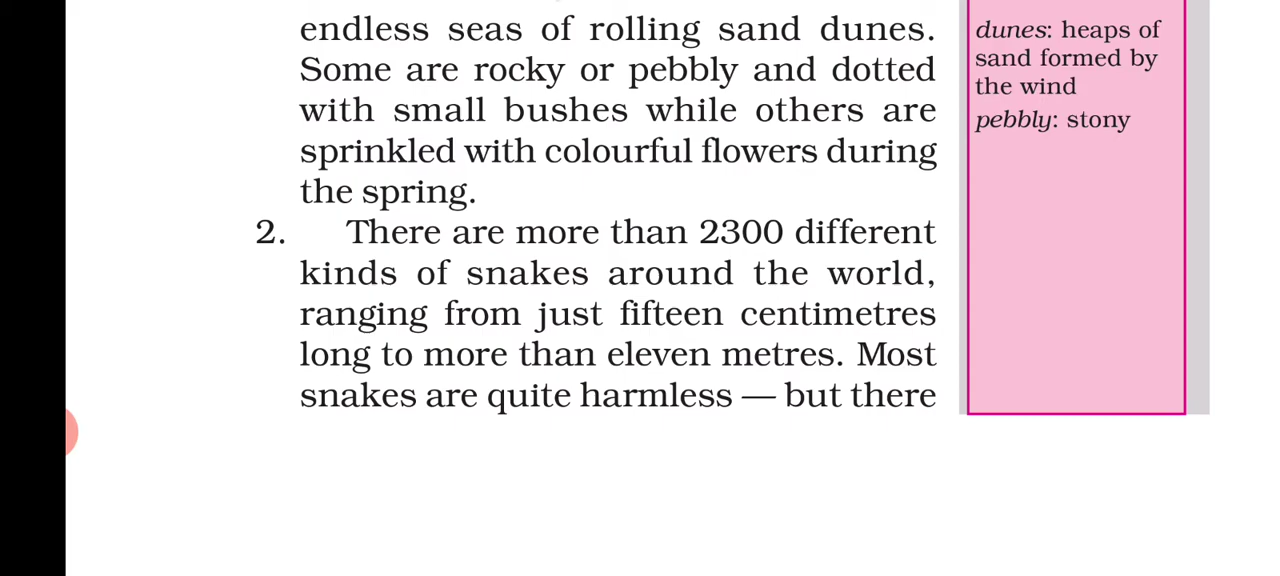 endless seas of rolling sand dunes.
Some are rocky or pebbly and dotted
with small bushes while others are
sprinkled with colourful flowers during
the spring.
2. There are more than 2300 different
kinds of snakes around the world,
ranging from just fifteen centimetres
long to more than eleven metres. Most
snakes are quite harmless — but there
dunes: heaps of
sand formed by
the wind
pebbly: stony